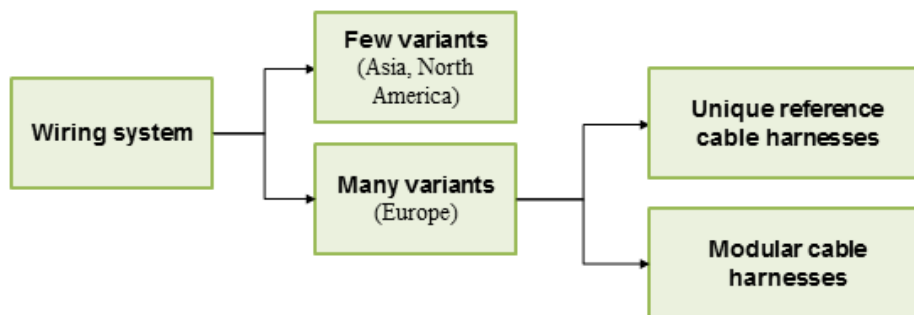 Wiring system
Few variants
(Asia, North
America)
Many variants
(Europe)
Unique reference
cable harnesses
Modular cable
harnesses